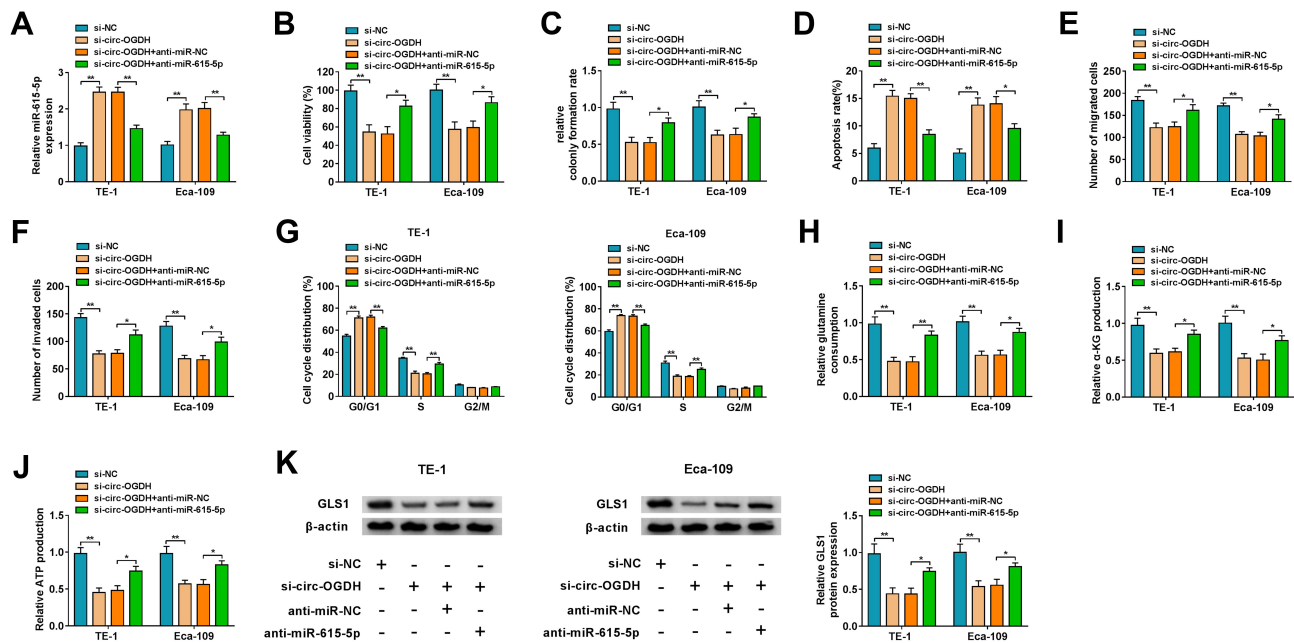 A
si-NC
si-circ-OGDH
si-circ-OGDH+anti-miR-NC
si-circ-OGDH+anti-miR-615-5p
Relative miR-615-5p
expression
3
2
1
0
** **
** **
TE-1 Eca-109
B
si-NC
si-circ-OGDH
si-circ-OGDH+anti-miR-NC
si-circ-OGDH+anti-miR-615-5p
Cell viability (%)
120
100
80
60
40
20
0
** *
** *
TE-1 Eca-109
C
si-NC
si-circ-OGDH
si-circ-OGDH+anti-miR-NC
si-circ-OGDH+anti-miR-615-5p
relative
colonly formation rate
1.5
1.0
0.5
0.0
** *
** *
TE-1 Eca-109
D
si-NC
si-circ-OGDH
si-circ-OGDH+anti-miR-NC
si-circ-OGDH+anti-miR-615-5p
Apoptosis rate(%)
20
15
10
5
0
** **
** *
TE-1 Eca-109
E
si-NC
si-circ-OGDH
si-circ-OGDH+anti-miR-NC
si-circ-OGDH+anti-miR-615-5p
Number of migrated cells
250
200
150
100
50
0
** *
** *
TE-1 Eca-109
F
si-NC
si-circ-OGDH
si-circ-OGDH+anti-miR-NC
si-circ-OGDH+anti-miR-615-5p
Number of invaded cells
200
150
100
50
0
** *
** *
TE-1 Eca-109
G
TE-1
si-NC
si-circ-OGDH
si-circ-OGDH+anti-miR-NC
si-circ-OGDH+anti-miR-615-5p
Cell cycle distribution (%)
100
80
60
40
20
0
** **
** **
G0/G1 S G2/M
Eca-109
si-NC
si-circ-OGDH
si-circ-OGDH+anti-miR-NC
si-circ-OGDH+anti-miR-615-5p
Cell cycle distribution (%)
100
80
60
40
20
0
** **
** **
G0/G1 S G2/M
H
si-NC
si-circ-OGDH
si-circ-OGDH+anti-miR-NC
si-circ-OGDH+anti-miR-615-5p
Relative glutamine
consumption
1.5
1.0
0.5
0.0
** **
** *
TE-1 Eca-109
I
si-NC
si-circ-OGDH
si-circ-OGDH+anti-miR-NC
si-circ-OGDH+anti-miR-615-5p
Relative α-KG production
1.5
1.0
0.5
0.0
** *
** *
TE-1 Eca-109
J
si-NC
si-circ-OGDH
si-circ-OGDH+anti-miR-NC
si-circ-OGDH+anti-miR-615-5p
Relative ATP production
1.5
1.0
0.5
0.0
** *
** *
TE-1 Eca-109
K
TE-1
GLS1
β-actin
si-NC + − − −
si-circ-OGDH − + + +
anti-miR-NC − − + −
anti-miR-615-5p − − − +
Eca-109
GLS1
β-actin
si-NC + − − −
si-circ-OGDH − + + +
anti-miR-NC − − + −
anti-miR-615-5p − − − +
si-NC
si-circ-OGDH
si-circ-OGDH+anti-miR-NC
si-circ-OGDH+anti-miR-615-5p
Relative GLS1
protein expression
1.5
1.0
0.5
0.0
** *
** *
TE-1 Eca-109